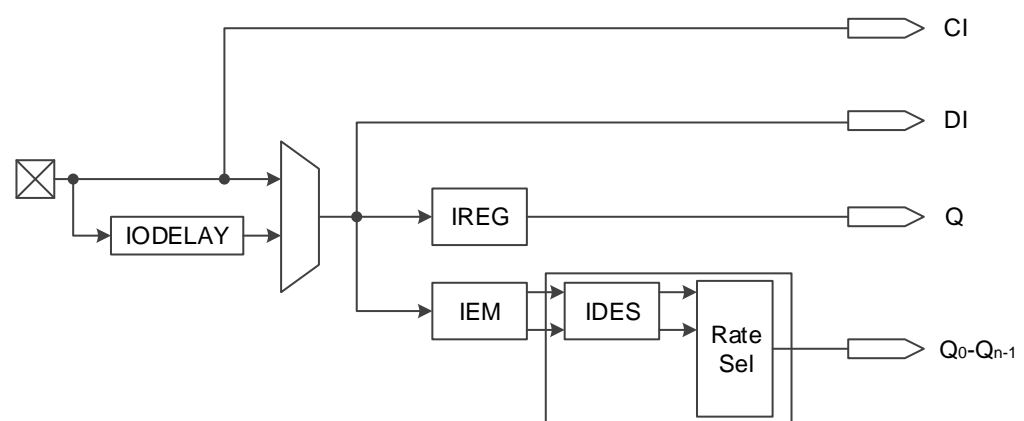 CI
DI
IODELAY
IREG
Q
IEM
IDES
Rate
Sel
Q0-Qn-1